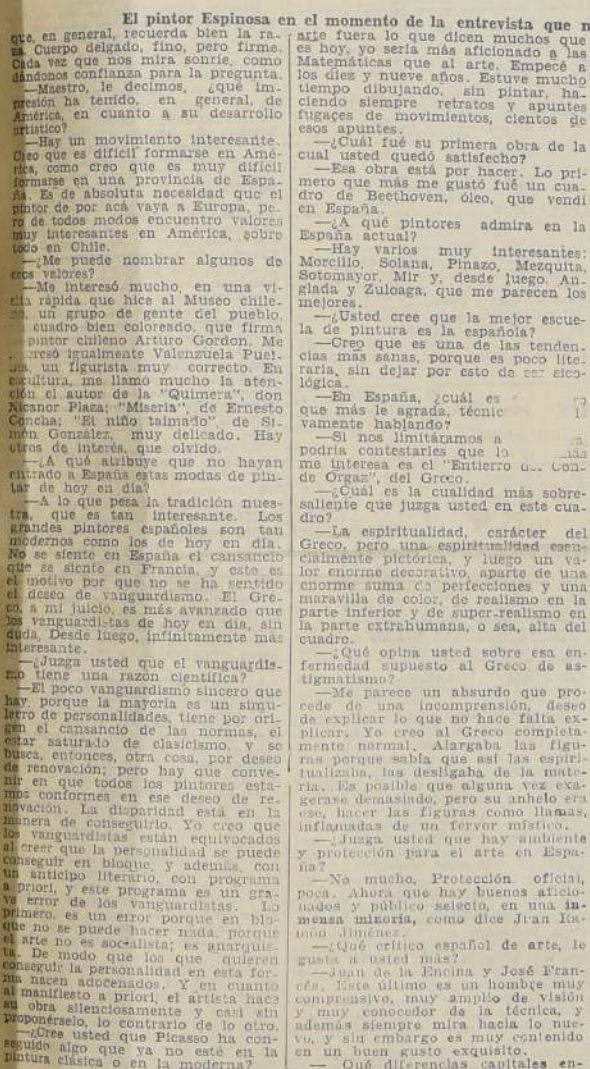 El pintor Espinosa en el momento de la entrevista que n
que, en general, recuerda bien la ra-
za. Cuerpo delgado, fino, pero firme.
Cada vez que nos mira sonríe, como
dándonos confianza para la pregunta.
—Maestro, le decimos, ¿qué im-
presión ha tenido, en general, de
América, en cuanto a su desarrollo
artístico?
—Hay un movimiento interesante.
Creo que es difícil formarse en Amé-
rica, como creo que es muy difícil
formarse en una provincia de Espa-
ña. Es de absoluta necesidad que el
pintor de por acá vaya a Europa, pe-
ro de todos modos encuentro valores
muy interesantes en América, sobre
todo en Chile.
—¿Me puede nombrar algunos de
esos valores?
—Me interesó mucho, en una vi-
sita rápida que hice al Museo chile-
no, un grupo de gente del pueblo,
cuadro bien coloreado, que firma
pintor chileno Arturo Gordon. Me
eresó igualmente Valenzuela Puel-
ma, un figurista muy correcto. En
escultura, me llamó mucho la aten-
ción el autor de la "Quimera", don
Nicanor Plaza; "Miseria", de Ernesto
Concha; "El niño taimado", de Si-
món González, muy delicado. Hay
otros de interés, que olvido.
—¿A qué atribuye que no hayan
entrado a España estas modas de pin-
tar de hoy en día?
—A lo que pesa la tradición nues-
tra, que es tan interesante. Los
grandes pintores españoles son tan
modernos como los de hoy en día.
No se siente en España el cansancio
que se siente en Francia, y este es
el motivo por que no se ha sentido
el deseo de vanguardismo. El Gre-
co, a mi juicio, es más avanzado que
los vanguardistas de hoy en día, sin
duda, Desde luego, infinitamente más
interesante.
—¿Juzga usted que el vanguardis-
mo tiene una razón científica?
—El poco vanguardismo sincero que
hay, porque la mayoría es un simu-
lacro de personalidades, tiene por orí-
gen el cansancio de las normas, el
estar saturado de clasicismo, y se
busca, entonces, otra cosa, por deseo
de renovación; pero hay que conve-
nir en que todos los pintores esta-
mos conformes en ese deseo de re-
novación. La disparidad está en la
manera de conseguirlo. Yo creo que
los vanguardistas están equivocados
al creer que la personalidad se puede
conseguir en bloque, y además, con
un anticipo literario, con programa
a priori, y este programa es un gra-
ve error de los vanguardistas. Lo
primero, es un error porque en blo-
que no se puede hacer nada, porque
el arte no es socialista; es anarquis-
ta. De modo que los que quieren
conseguir la personalidad en esta for-
ma nacen adocenados. Y en cuanto
al manifiesto a priori, el artista hace
su obra silenciosamente y casi sin
proponérselo, lo contrario de lo otro.
—¿Cree usted que Picasso ha con-
seguido algo que ya no esté en la
pintura clásica o en la moderna?
arte fuera lo que dicen muchos que
es hoy, yo sería más aficionado a las
Matemáticas que al arte. Empecé a
los diez y nueve años. Estuve mucho
tiempo dibujando, sin pintar, ha-
ciendo siempre retratos y apuntes
fugaces de movimientos, cientos de
esos apuntes.
—¿Cuál fué su primera obra de la
cual usted quedó satisfecho?
—Esa obra está por hacer. Lo pri-
mero que más me gustó fué un cua-
dro de Beethoven, óleo, que vendí
en España.
—¿A qué pintores admira en la
España actual?
—Hay varios muy interesantes:
Morcillo, Solana, Pinazo, Mezquita,
Sotomayor, Mir y, desde luego, An-
glada y Zuloaga, que me parecen los
mejores.
—¿Usted cree que la mejor escue-
la de pintura es la española?
—Creo que es una de las tenden-
cias más sanas, porque es poco lite-
raria, sin dejar por esto de ser sico-
lógica.
—En España, ¿cuál es
que más le agrada, técnic
vamente hablando?
—Si nos limitáramos a
podría contestarles que lo más
me interesa es el "Entierro del Con-
de Orgaz", del Greco.
—¿Cuál es la cualidad más sobre-
saliente que juzga usted en este cua-
dro?
—La espiritualidad, carácter del
Greco, pero una espiritualidad esen-
cialmente pictórica, y luego un va-
lor enorme decorativo, aparte de una
enorme suma de perfecciones y una
maravilla de color, de realismo en la
parte inferior y de super-realismo en
la parte extrahumana, o sea, alta del
cuadro.
—¿Qué opina usted sobre esa en-
fermedad supuesto al Greco de as-
tigmatismo?
—Me parece un absurdo que pro-
cede de una incomprensión, deseo
de explicar lo que no hace falta ex-
plicar. Yo creo al Greco completa-
mente normal. Alargaba las figu-
ras porque sabía que así las espiri-
tualizaba, las desligaba de la mate-
ria. Es posible que alguna vez exa-
gerase demasiado, pero su anhelo era
ese, hacer las figuras como llamas,
inflamadas de un fervor místico.
—¿Juzga usted que hay ambiente
y protección para el arte en Espa-
ña?
—No mucho. Protección oficial,
poca. Ahora que hay buenos aficio-
nados y público selecto, en una in-
mensa minoría, como dice Juan Ra-
món Jiménez.
—¿Qué crítico español de arte, le
gusta a usted más?
—Juan de la Encina y José Fran-
cés. Este último es un hombre muy
comprensivo, muy amplio de visión
y muy conocedor de la técnica, y
además siempre mira hacia lo nue-
vo, y sin embargo es muy contenido
en un buen gusto exquisito.
— Qué diferencias capitales en-